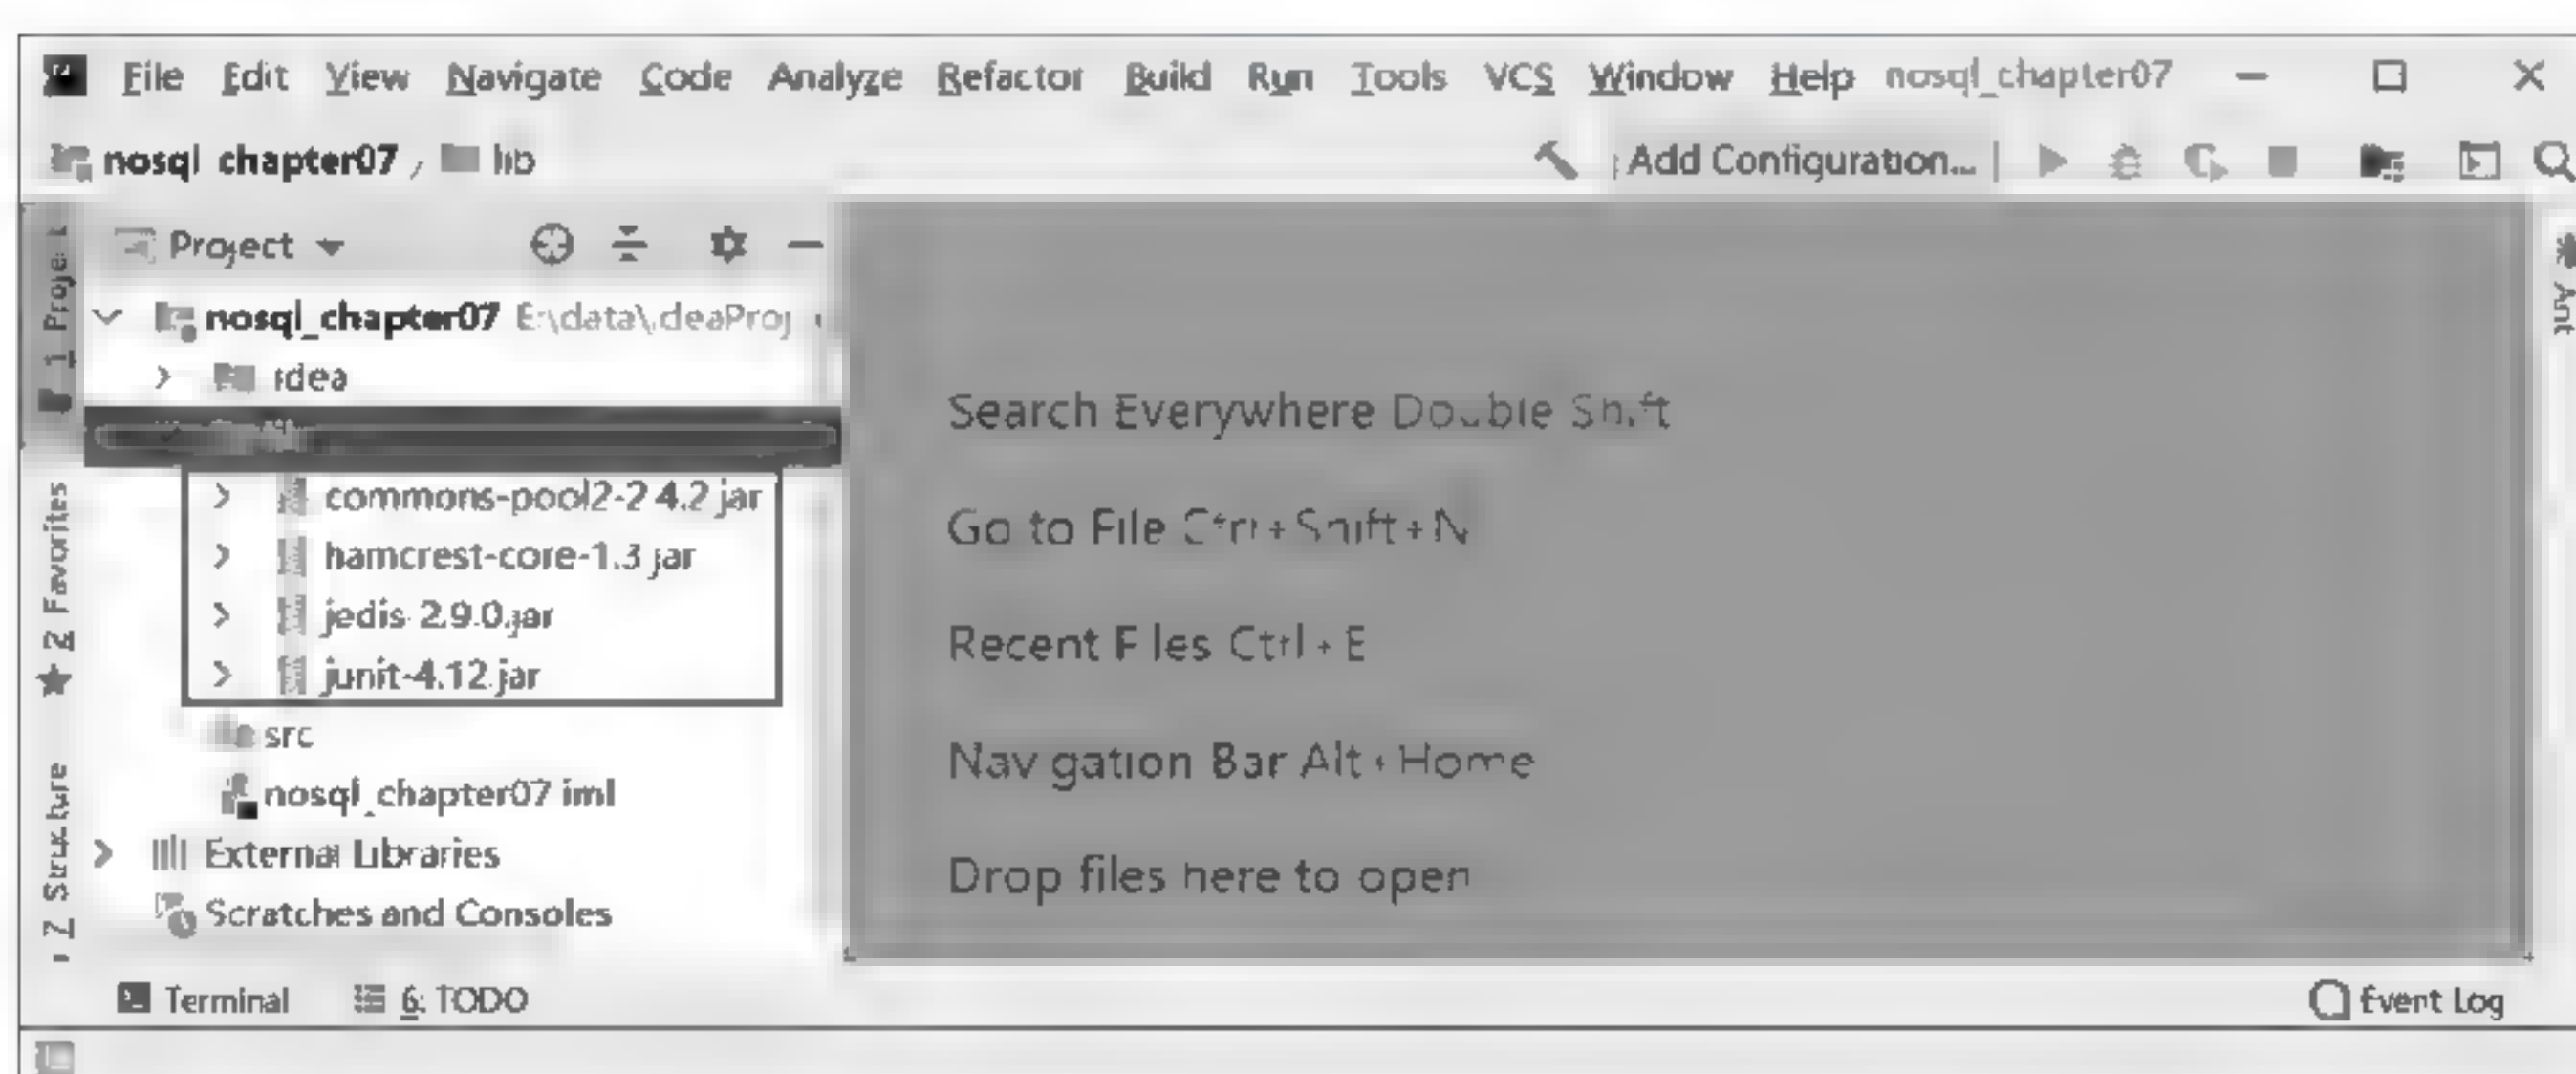 File Edit View Navigate Code Analyze Refactor Build Run Tools VCS Window Help nosql_chapter07
nosql_chapter07 lib
Add Configuration...
Project
nosql_chapter07 E:\data\ideaProj
idea
commons-pool2-2.4.2.jar
hamcrest-core-1.3.jar
jedis-2.9.0.jar
junit-4.12.jar
src
nosql_chapter07.iml
External Libraries
Scratches and Consoles
Search Everywhere Double Shift
Go to File Ctrl+Shift+N
Recent Files Ctrl+E
Navigation Bar Alt+Home
Drop files here to open
1: Project
2: Favorites
7: Structure
Ant
Terminal 6: TODO
Event Log